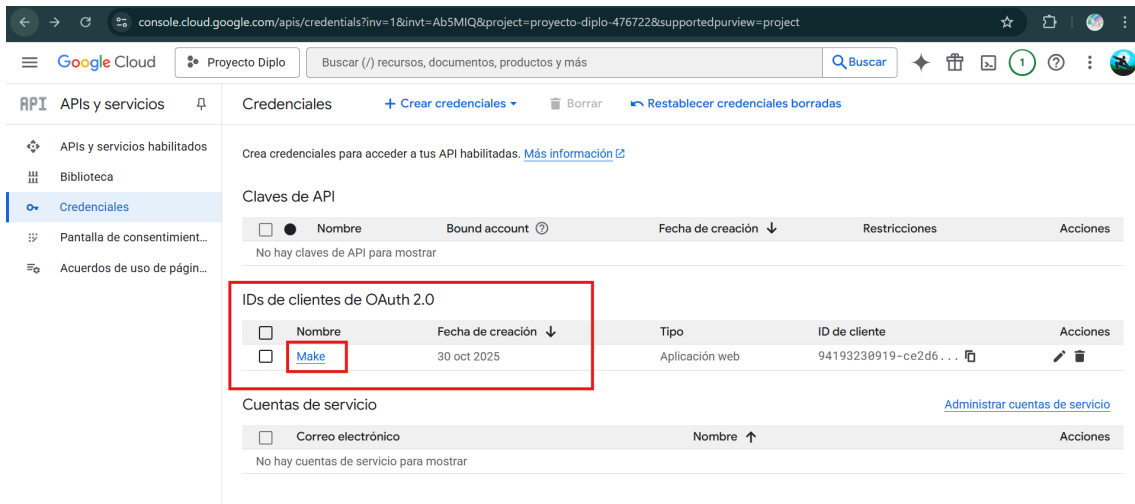 console.cloud.google.com/apis/credentials?inv=1&invt=Ab5MIQ&project=proyecto-diplo-476722&supportedpurview=project
Google Cloud
Proyecto Diplo
Buscar (/) recursos, documentos, productos y más
Buscar
1
API APIs y servicios
Credenciales
+ Crear credenciales
Borrar
Restablecer credenciales borradas
APIs y servicios habilitados
Biblioteca
Credenciales
Pantalla de consentimient...
Acuerdos de uso de págin...
Crea credenciales para acceder a tus API habilitadas. Más información
Claves de API
Nombre Bound account Fecha de creación Restricciones Acciones
No hay claves de API para mostrar
IDs de clientes de OAuth 2.0
Nombre Fecha de creación Tipo ID de cliente Acciones
Make 30 oct 2025 Aplicación web 94193230919-ce2d6...
Cuentas de servicio
Administrar cuentas de servicio
Correo electrónico Nombre Acciones
No hay cuentas de servicio para mostrar